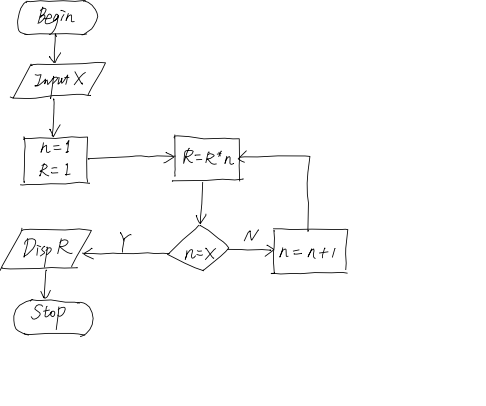 Begin
Input X
n=1
R=1
R=R*n
n=X
Y
N
n=n+1
Disp R
Stop